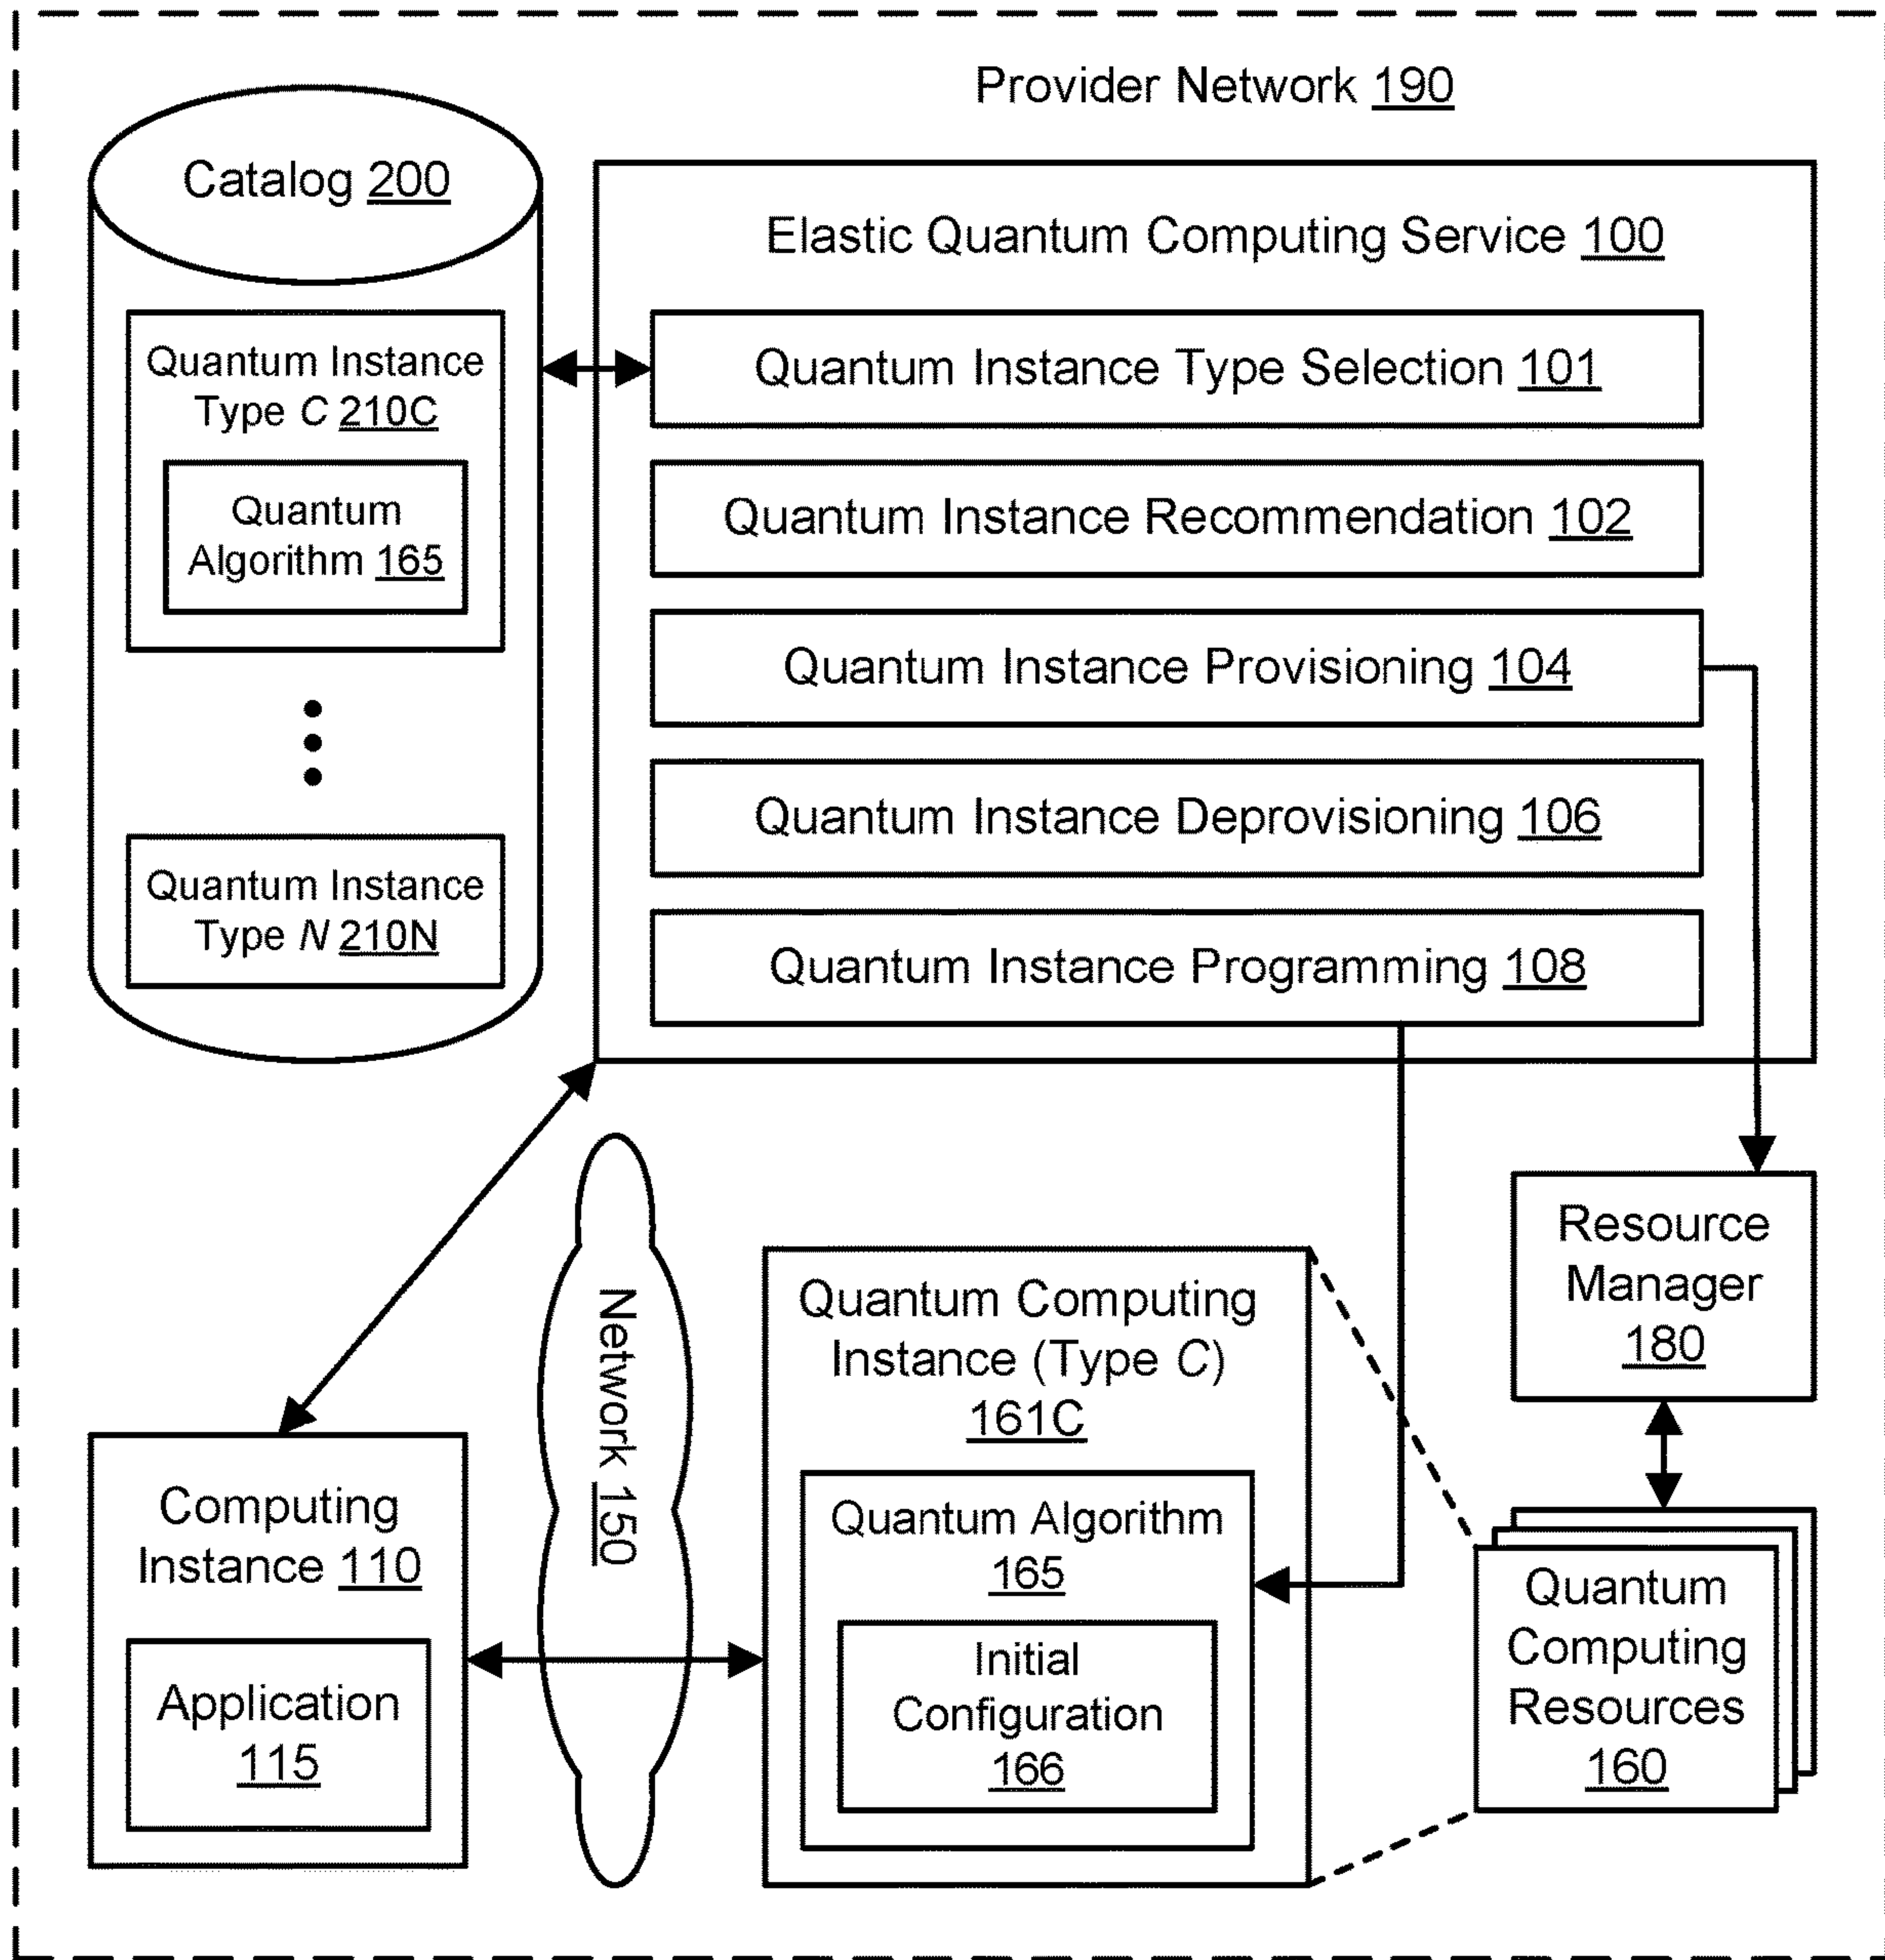 Provider Network 190
Catalog 200
Quantum Instance
Type C 210C
Quantum
Algorithm 165
Quantum Instance
Type N 210N
Elastic Quantum Computing Service 100
Quantum Instance Type Selection 101
Quantum Instance Recommendation 102
Quantum Instance Provisioning 104
Quantum Instance Deprovisioning 106
Quantum Instance Programming 108
Resource
Manager
180
Network 150
Quantum Computing
Instance (Type C)
161C
Quantum Algorithm
165
Initial
Configuration
166
Computing
Instance 110
Application
115
Quantum
Computing
Resources
160